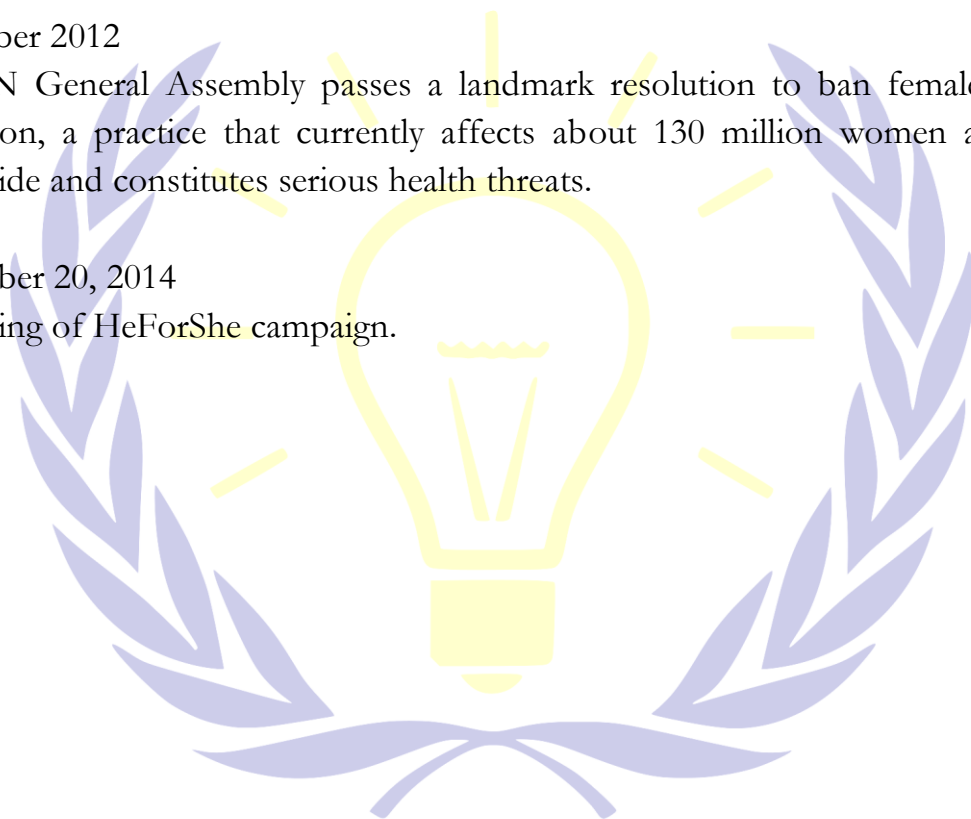 ber 2012
N General Assembly passes a landmark resolution to ban female
on, a practice that currently affects about 130 million women a
ide and constitutes serious health threats.
ber 20, 2014
ing of HeForShe campaign.